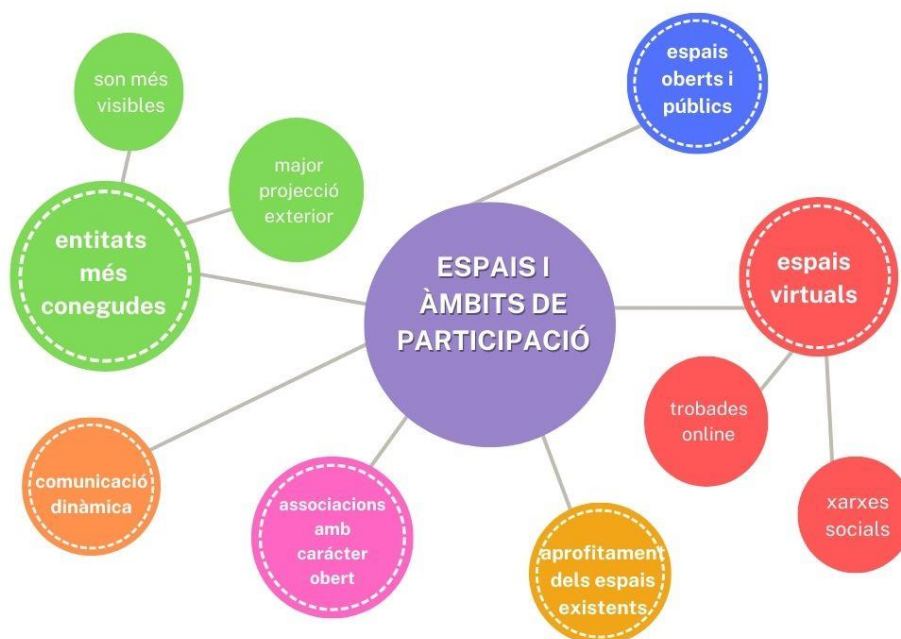 son més
visibles
major
projecció
exterior
entitats
més
conegudes
espais
oberts i
públics
ESPAIS I
ÀMBITS DE
PARTICIPACIÓ
espais
virtuals
trobades
online
xarxes
socials
comunicació
dinàmica
associacions
amb
carácter
obert
aprofitament
dels espais
existents